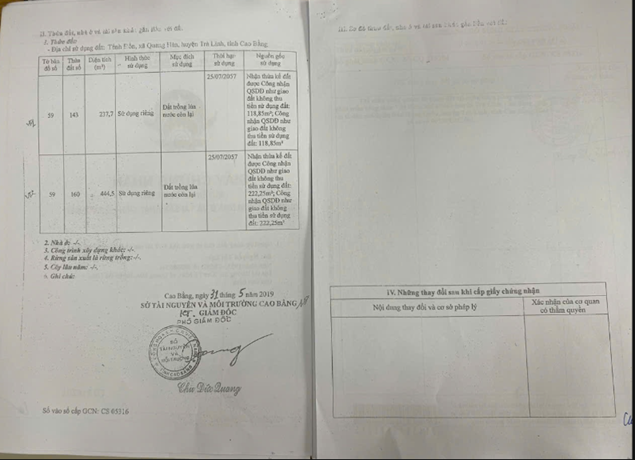 II. Thửa đất, nhà ở và tài sản khác gắn liền với đất
1. Thửa đất:
- Địa chỉ sử dụng đất: xã Quang Hán, huyện Trà Lĩnh, tỉnh Cao Bằng.
Tờ bản đồ số
Thửa đất số
Diện tích (m²)
Hình thức sử dụng
Mục đích sử dụng
Thời hạn sử dụng
Nguồn gốc sử dụng
59
143
237,7
Sử dụng riêng
Đất trồng lúa
nước còn lại
25/07/2037
Nhận thừa kế đất
được Công nhận
QSDĐ như giao
đất không thu
tiền sử dụng đất:
118,85m²; Công
nhận QSDĐ như
giao đất không
thu tiền sử dụng
đất: 118,85m²
59
160
444,5
Sử dụng riêng
Đất trồng lúa
nước còn lại
25/07/2037
Nhận thừa kế đất
được Công nhận
QSDĐ như giao
đất không thu
tiền sử dụng đất:
222,25m²; Công
nhận QSDĐ như
giao đất không
thu tiền sử dụng
đất: 222,25m²
2. Nhà ở: -/-.
3. Công trình xây dựng khác: -/-.
4. Rừng sản xuất là rừng trồng: -/-.
5. Cây lâu năm: -/-.
6. Ghi chú:
Cao Bằng, ngày 31 tháng 5 năm 2019
SỞ TÀI NGUYÊN VÀ MÔI TRƯỜNG CAO BẰNG
KT. GIÁM ĐỐC
PHÓ GIÁM ĐỐC
SỞ
TÀI NGUYÊN
VÀ
MÔI TRƯỜNG
Chu Đức Quang
Số vào sổ cấp GCN: CS 03316
III. Sơ đồ thửa đất, nhà ở và tài sản khác gắn liền với đất
IV. Những thay đổi sau khi cấp giấy chứng nhận
Nội dung thay đổi và cơ sở pháp lý
Xác nhận của cơ quan
có thẩm quyền